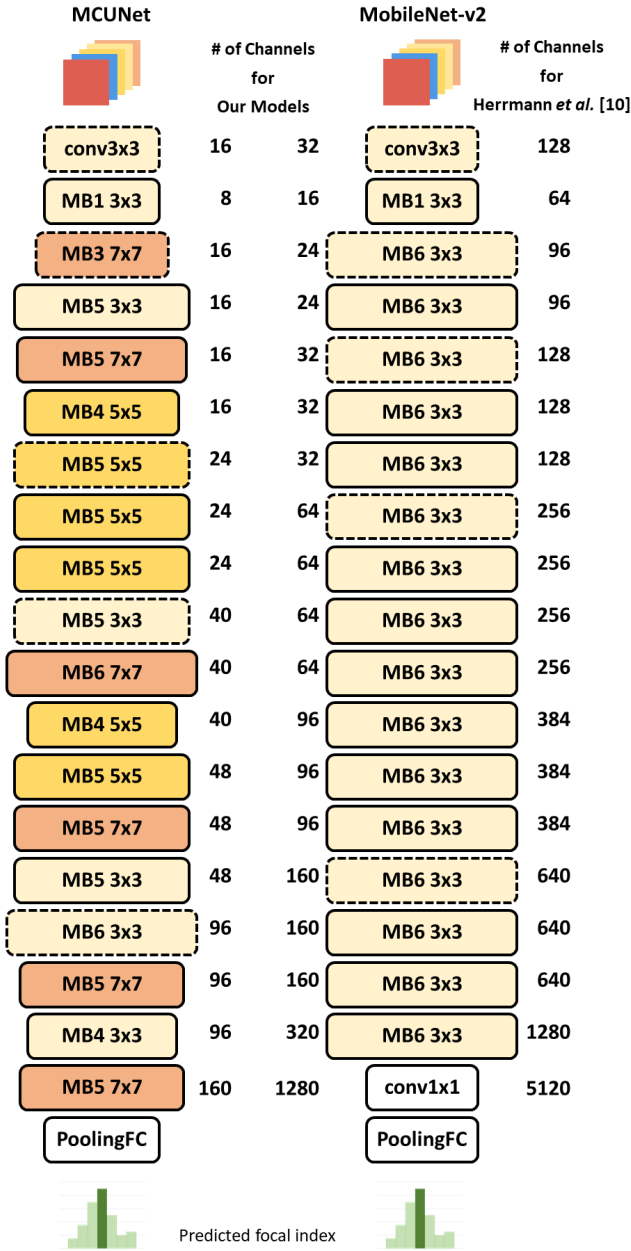 MCUNet MobileNet-v2
# of Channels for Our Models
# of Channels for Herrmann et al. [10]
conv3x3 16 32 conv3x3 128
MB1 3x3 8 16 MB1 3x3 64
MB3 7x7 16 24 MB6 3x3 96
MB5 3x3 16 24 MB6 3x3 96
MB5 7x7 16 32 MB6 3x3 128
MB4 5x5 16 32 MB6 3x3 128
MB5 5x5 24 32 MB6 3x3 128
MB5 5x5 24 64 MB6 3x3 256
MB5 5x5 24 64 MB6 3x3 256
MB5 3x3 40 64 MB6 3x3 256
MB6 7x7 40 64 MB6 3x3 256
MB4 5x5 40 96 MB6 3x3 384
MB5 5x5 48 96 MB6 3x3 384
MB5 7x7 48 96 MB6 3x3 384
MB5 3x3 48 160 MB6 3x3 640
MB6 3x3 96 160 MB6 3x3 640
MB5 7x7 96 160 MB6 3x3 640
MB4 3x3 96 320 MB6 3x3 1280
MB5 7x7 160 1280 conv1x1 5120
PoolingFC PoolingFC
Predicted focal index